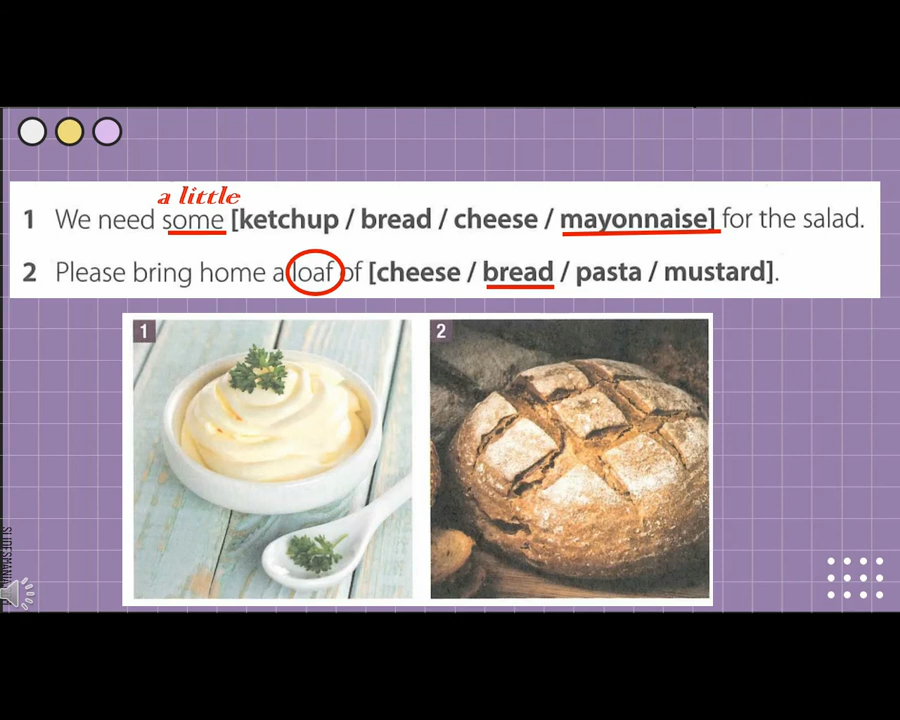 a little
1 We need some [ketchup / bread / cheese / mayonnaise] for the salad.
2 Please bring home a loaf of [cheese / bread / pasta / mustard].
1
2